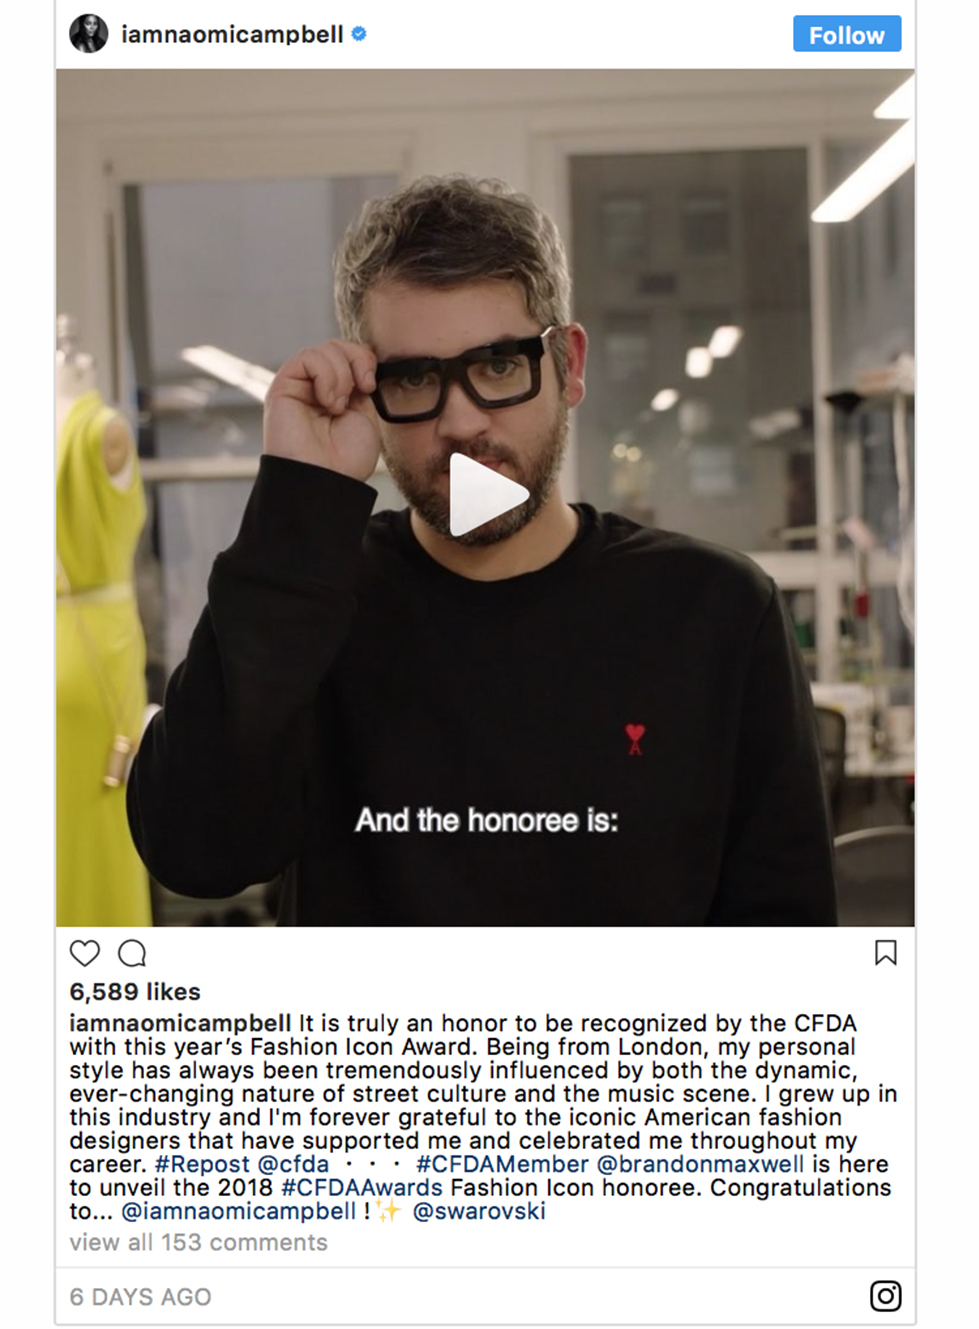 iamnaomicampbell
Follow
A
And the honoree is:
6,589 likes
iamnaomicampbell It is truly an honor to be recognized by the CFDA
with this year's Fashion Icon Award. Being from London, my personal
style has always been tremendously influenced by both the dynamic,
ever-changing nature of street culture and the music scene. I grew up in
this industry and I'm forever grateful to the iconic American fashion
designers that have supported me and celebrated me throughout my
career. #Repost @cfda · · · #CFDAMember @brandonmaxwell is here
to unveil the 2018 #CFDAAwards Fashion Icon honoree. Congratulations
to... @iamnaomicampbell !✨ @swarovski
view all 153 comments
6 DAYS AGO